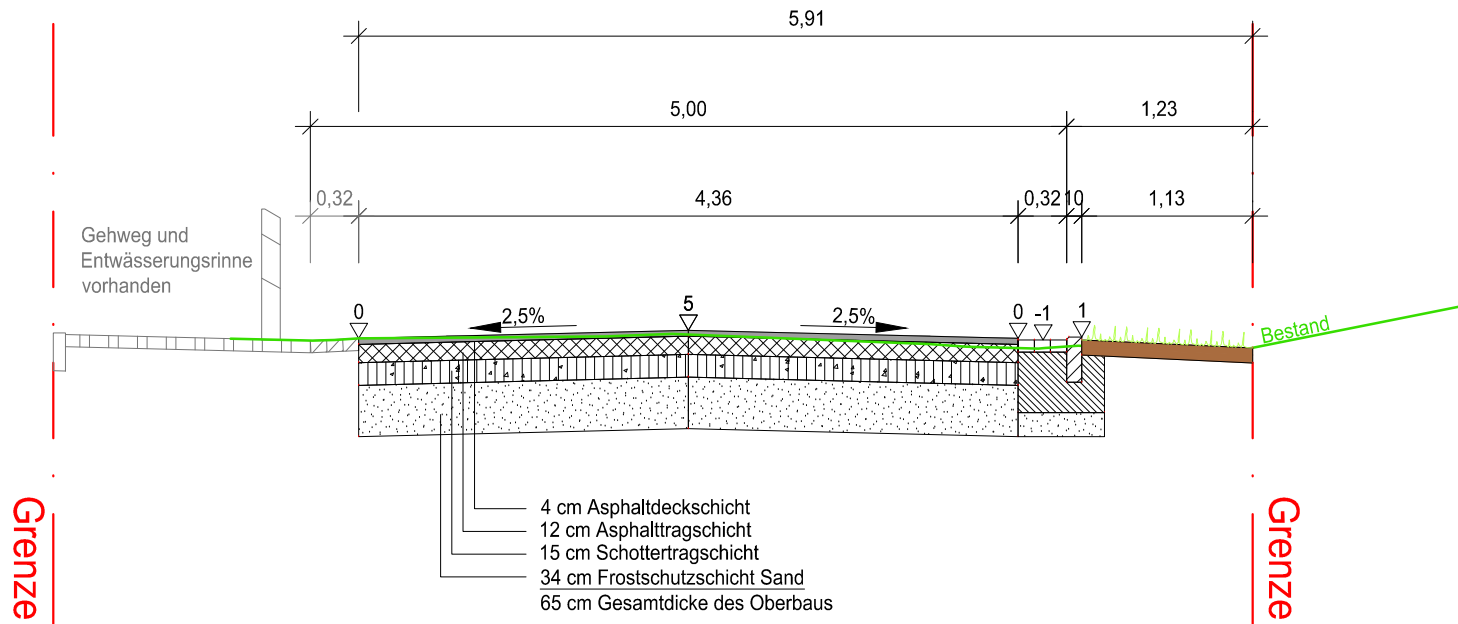 5,91
5,00
1,23
0,32
4,36
0,32
10
1,13
Gehweg und
Entwässerungsrinne
vorhanden
0
2,5%
5
2,5%
0
-1
1
Bestand
4 cm Asphaltdeckschicht
12 cm Asphalttragschicht
15 cm Schottertragschicht
34 cm Frostschutzschicht Sand
65 cm Gesamtdicke des Oberbaus
Grenze
Grenze